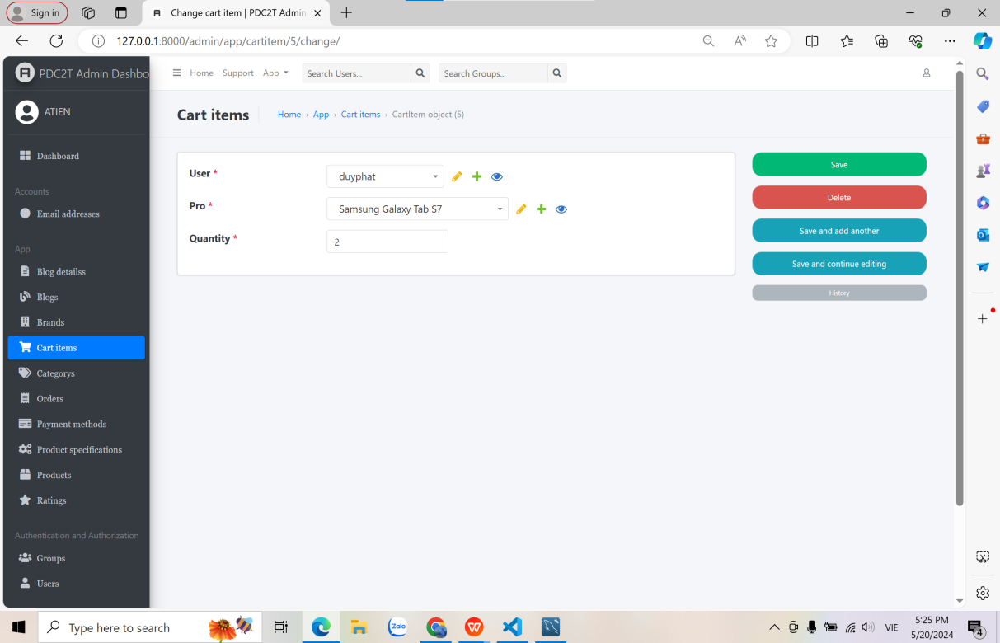 Sign in
Change cart item | PDC2T Admin
127.0.0.1:8000/admin/app/cartitem/5/change/
PDC2T Admin Dashbo
Home Support App Search Users... Search Groups...
ATIEN
Cart items
Home › App › Cart items › CartItem object (5)
Dashboard
Accounts
Email addresses
App
Blog detailss
Blogs
Brands
Cart items
Categorys
Orders
Payment methods
Product specifications
Products
Ratings
Authentication and Authorization
Groups
Users
User *
duyphat
Pro *
Samsung Galaxy Tab S7
Quantity *
2
Save
Delete
Save and add another
Save and continue editing
History
Type here to search
Zalo
VIE
5:25 PM
5/20/2024
4